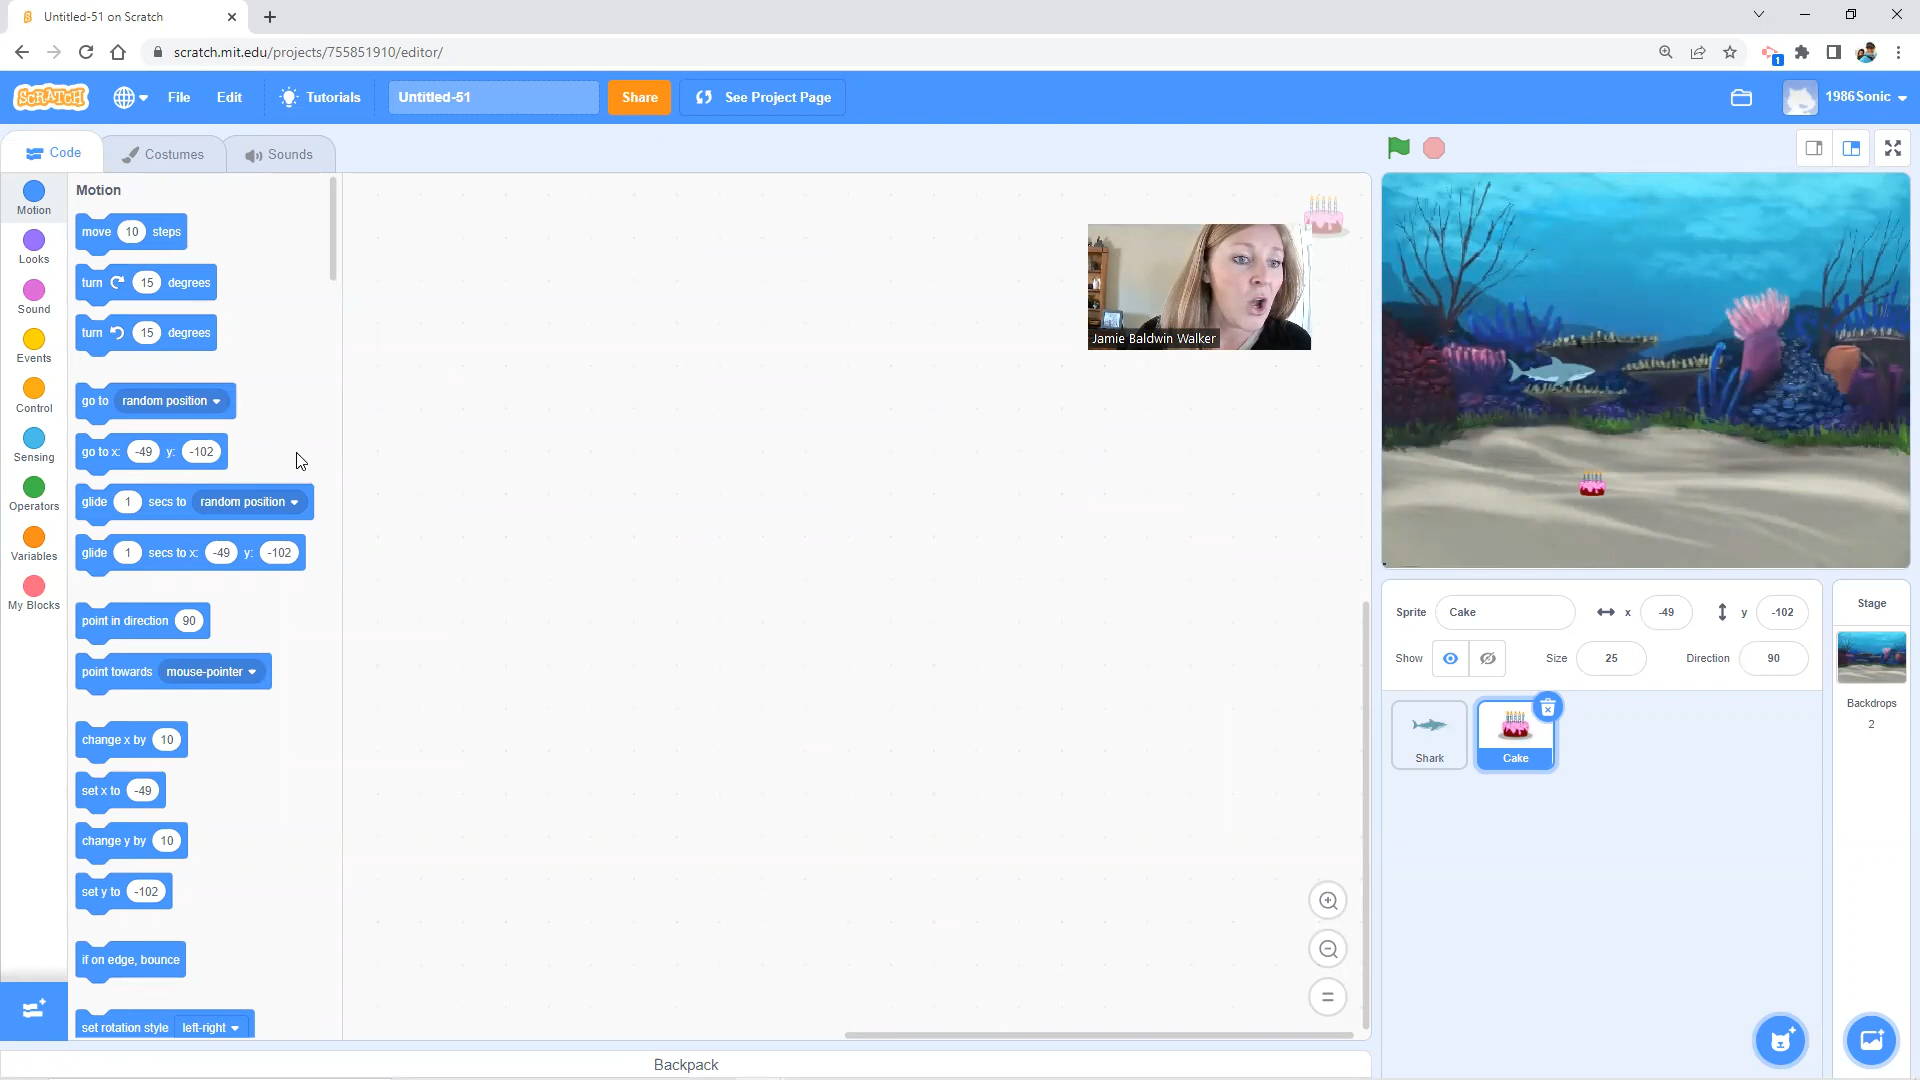 Untitled-51 on Scratch
scratch.mit.edu/projects/755851910/editor/
1
SCRATCH
File
Edit
Tutorials
Untitled-51
Share
See Project Page
1986Sonic
Code
Costumes
Sounds
Motion
Looks
Sound
Events
Control
Sensing
Operators
Variables
My Blocks
Motion
move 10 steps
turn 15 degrees
turn 15 degrees
go to random position
go to x: -49 y: -102
glide 1 secs to random position
glide 1 secs to x: -49 y: -102
point in direction 90
point towards mouse-pointer
change x by 10
set x to -49
change y by 10
set y to -102
if on edge, bounce
set rotation style left-right
Jamie Baldwin Walker
Sprite Cake x -49 y -102
Show Size 25 Direction 90
Shark
Cake
Stage
Backdrops
2
Backpack